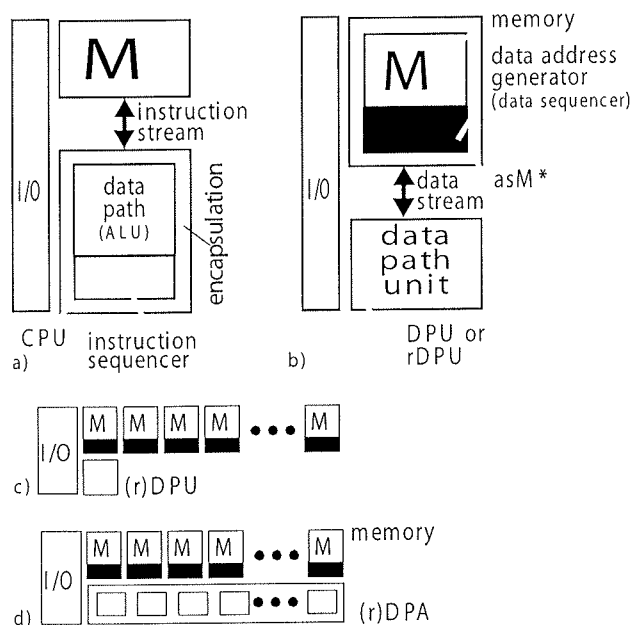 M
instruction
stream
I/O
data
path
(ALU)
encapsulation
CPU
instruction
sequencer
a)
memory
M
data address
generator
(data sequencer)
I/O
data
stream
asM*
data
path
unit
DPU or
rDPU
b)
I/O
M M M M ••• M
c)
(r)DPU
I/O
M M M M ••• M
memory
d)
(r)DPA